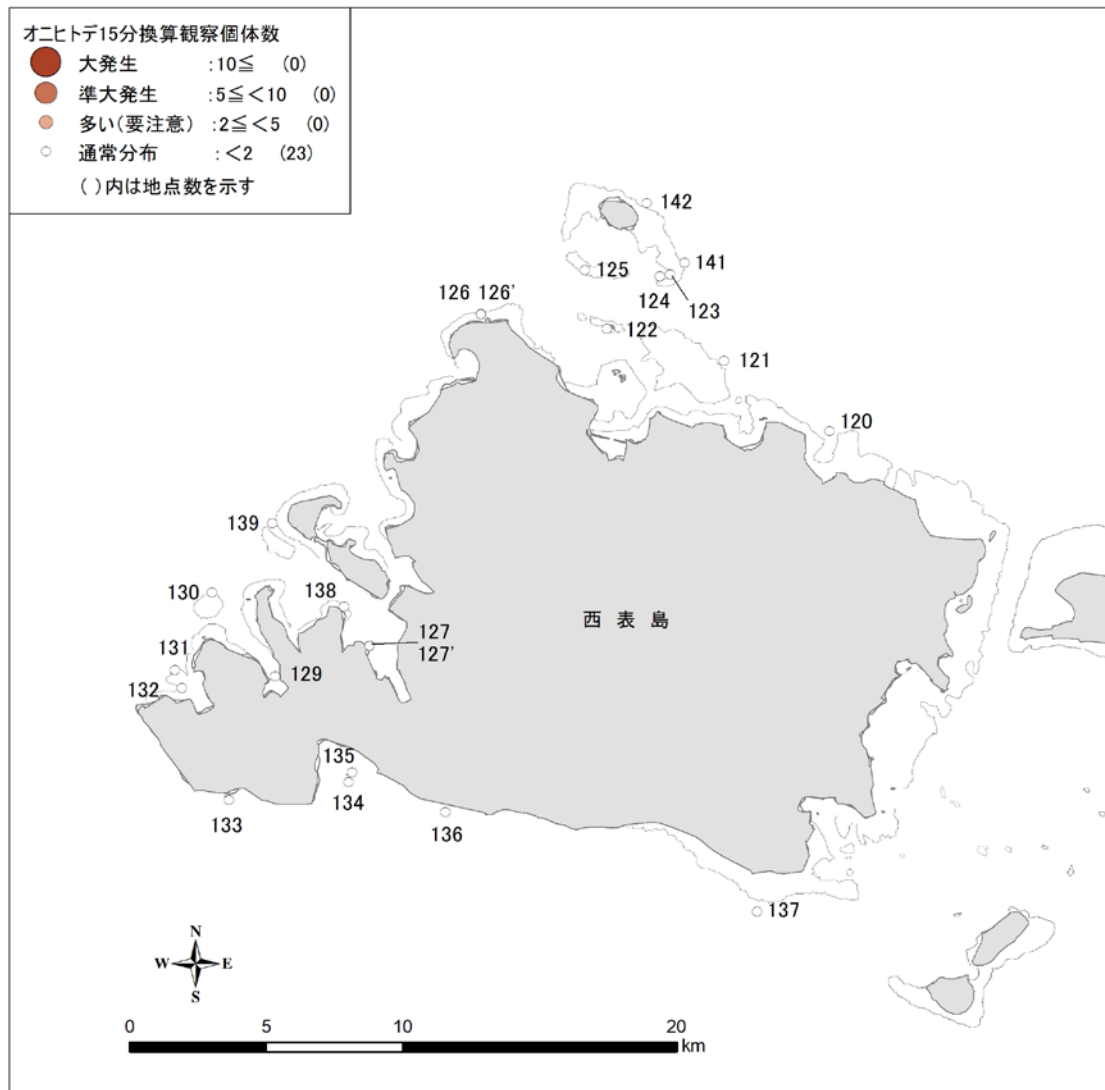 オニヒトデ15分換算観察個体数
大発生 :10≦ (0)
準大発生 :5≦<10 (0)
多い(要注意) :2≦<5 (0)
通常分布 :<2 (23)
( )内は地点数を示す
142
141
125
124
123
126 126'
122
121
120
139
130
138
西表島
127
127'
131
129
132
135
134
133
136
137
N
W E
S
0 5 10 20
km